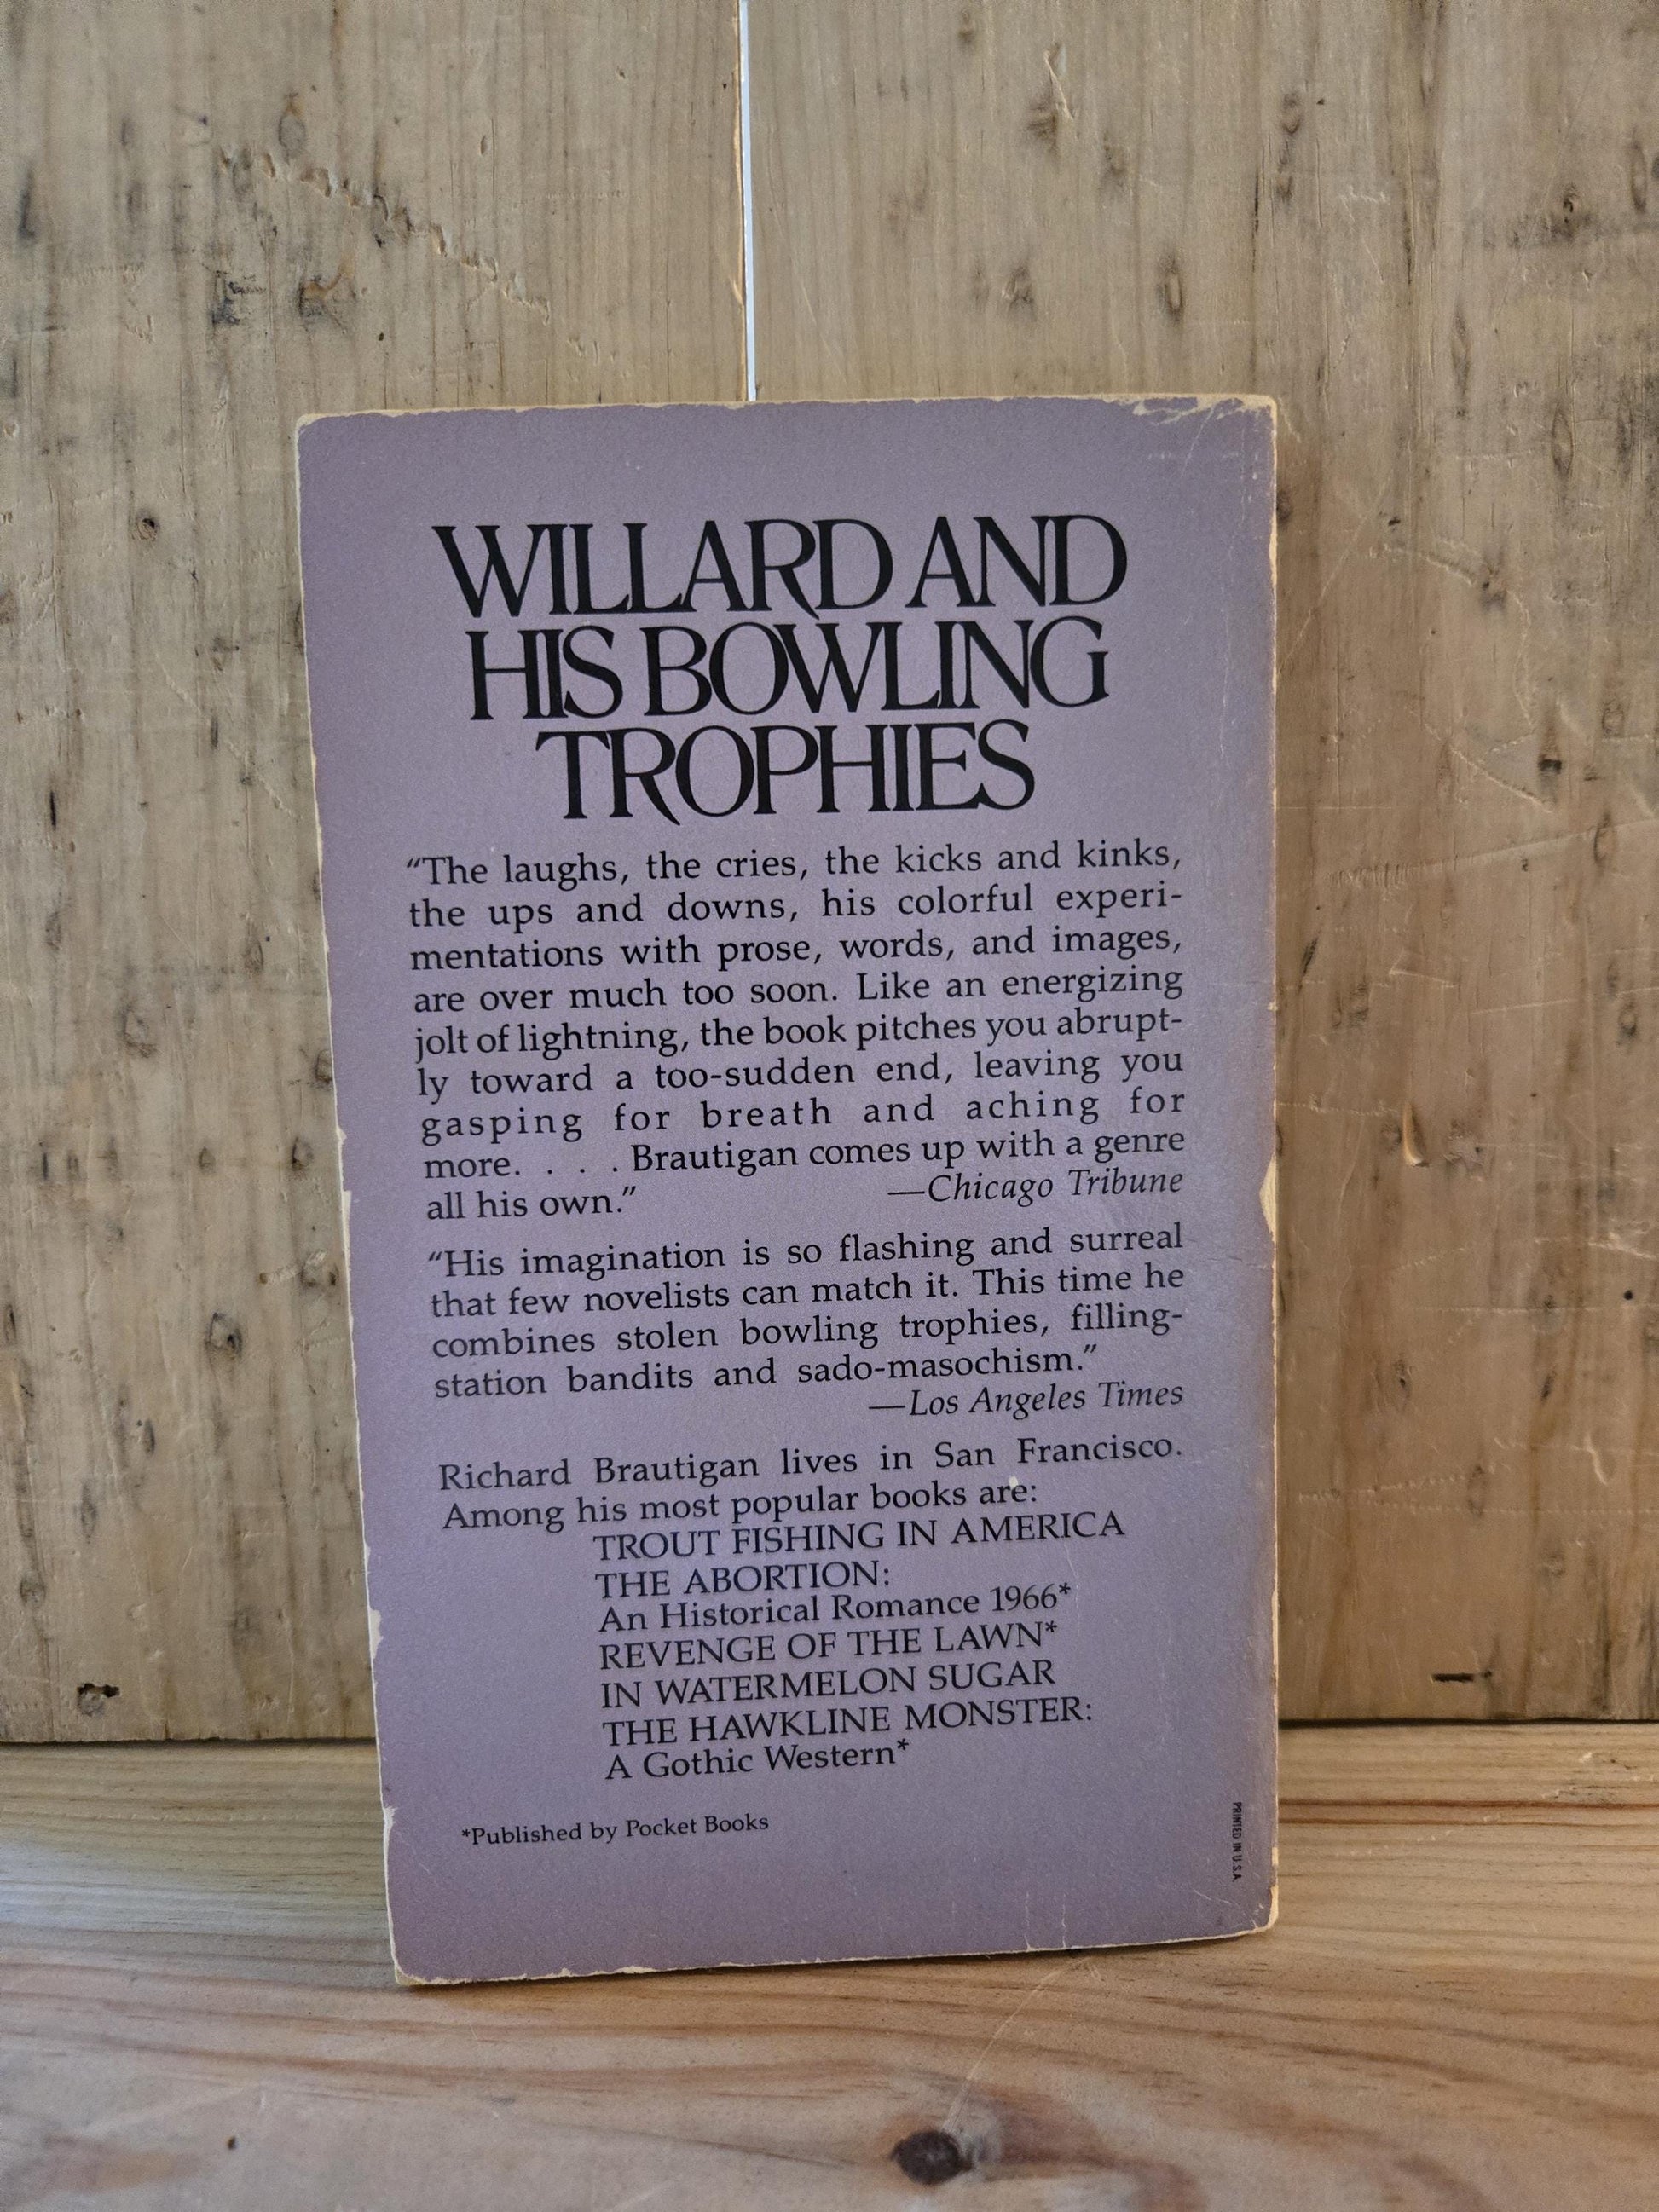 WILLARD AND
HIS BOWLING
TROPHIES
“The laughs, the cries, the kicks and kinks,
the ups and downs, his colorful experi-
mentations with prose, words, and images,
are over much too soon. Like an energizing
jolt of lightning, the book pitches you abrupt-
ly toward a too-sudden end, leaving you
gasping for breath and aching for
more. . . . Brautigan comes up with a genre
all his own.” —Chicago Tribune
“His imagination is so flashing and surreal
that few novelists can match it. This time he
combines stolen bowling trophies, filling-
station bandits and sado-masochism.”
—Los Angeles Times
Richard Brautigan lives in San Francisco.
Among his most popular books are:
TROUT FISHING IN AMERICA
THE ABORTION:
An Historical Romance 1966*
REVENGE OF THE LAWN*
IN WATERMELON SUGAR
THE HAWKLINE MONSTER:
A Gothic Western*
*Published by Pocket Books
PRINTED IN U.S.A.